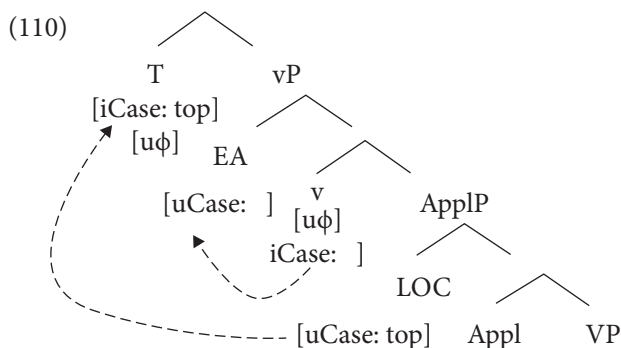 (110)
T vP
[iCase: top]
[uϕ]
EA
[uCase: ] v ApplP
[uϕ]
iCase: ]
LOC
[uCase: top] Appl VP